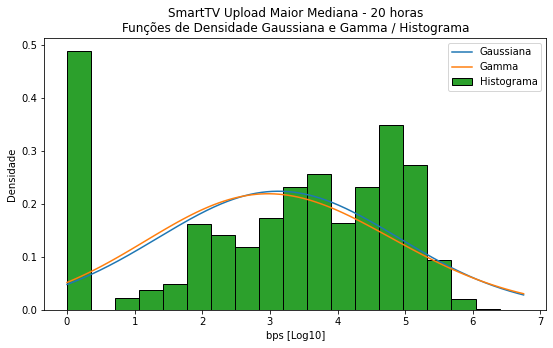 SmartTV Upload Maior Mediana - 20 horas
Funções de Densidade Gaussiana e Gamma / Histograma
Gaussiana
Gamma
Histograma
Densidade
0.5
0.4
0.3
0.2
0.1
0.0
0 1 2 3 4 5 6 7
bps [Log10]